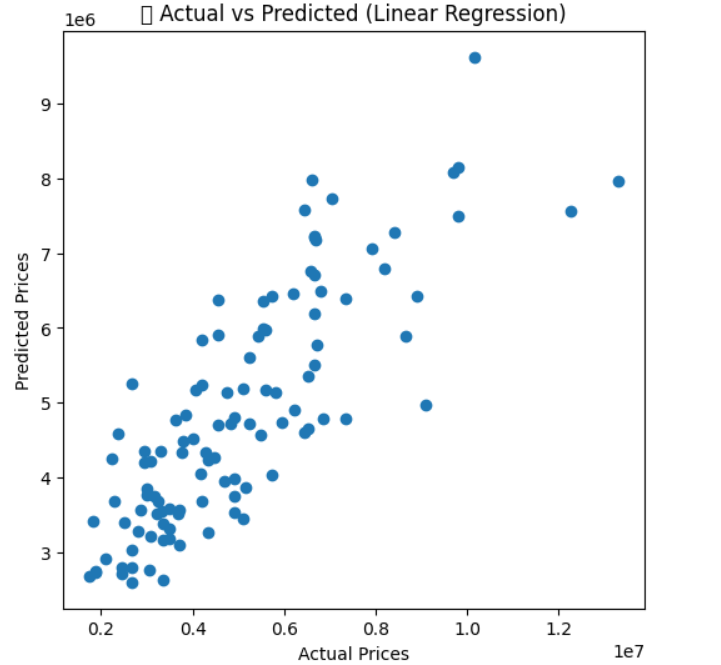 1e6
▯ Actual vs Predicted (Linear Regression)
9
8
7
6
5
4
3
Predicted Prices
0.2 0.4 0.6 0.8 1.0 1.2
1e7
Actual Prices